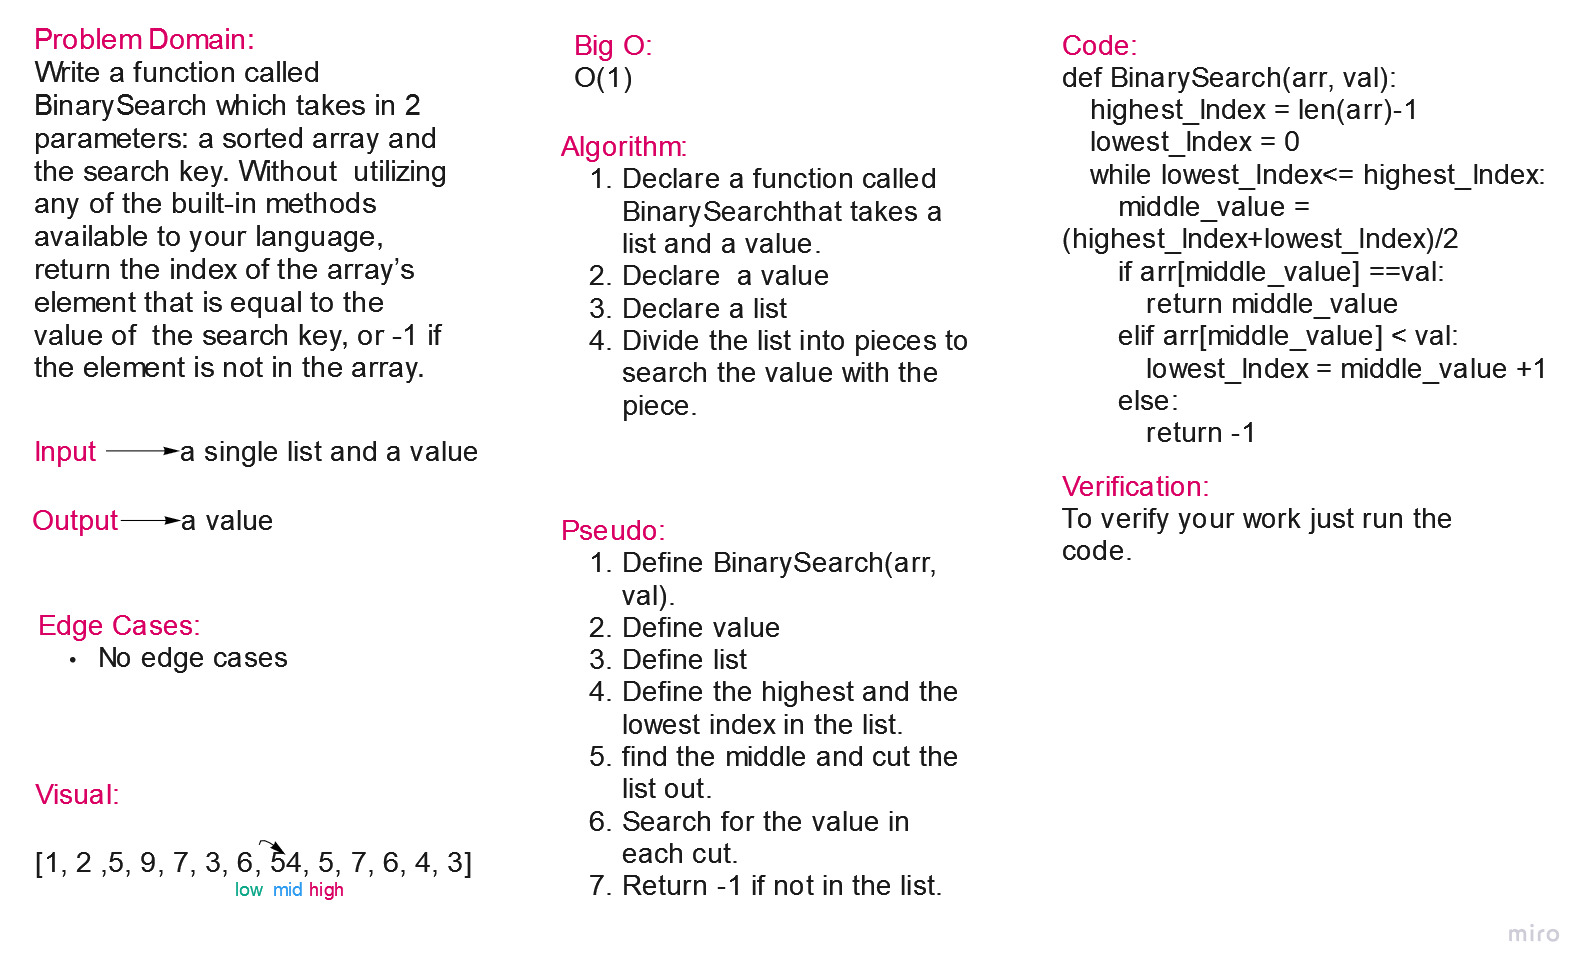 Problem Domain:
Write a function called
BinarySearch which takes in 2
parameters: a sorted array and
the search key. Without  utilizing
any of the built-in methods
available to your language,
return the index of the array’s
element that is equal to the
value of  the search key, or -1 if
the element is not in the array.
Input
a single list and a value
Output
a value
Edge Cases:
• No edge cases
Visual:
[1, 2 ,5, 9, 7, 3, 6, 54, 5, 7, 6, 4, 3]
low mid high
Big O:
O(1)
Algorithm:
1. Declare a function called
BinarySearchthat takes a
list and a value.
2. Declare  a value
3. Declare a list
4. Divide the list into pieces to
search the value with the
piece.
Pseudo:
1. Define BinarySearch(arr,
val).
2. Define value
3. Define list
4. Define the highest and the
lowest index in the list.
5. find the middle and cut the
list out.
6. Search for the value in
each cut.
7. Return -1 if not in the list.
Code:
def BinarySearch(arr, val):
highest_Index = len(arr)-1
lowest_Index = 0
while lowest_Index<= highest_Index:
middle_value =
(highest_Index+lowest_Index)/2
if arr[middle_value] ==val:
return middle_value
elif arr[middle_value] < val:
lowest_Index = middle_value +1
else:
return -1
Verification:
To verify your work just run the
code.
miro